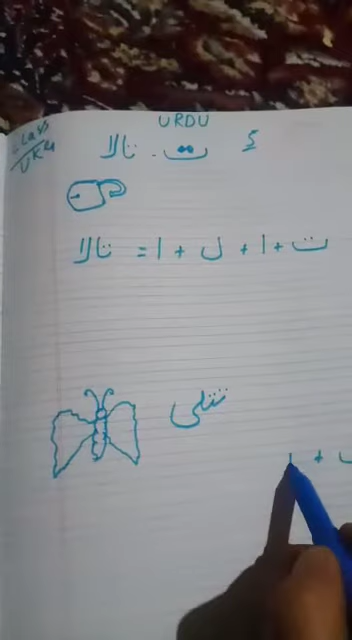 URDU
Class
UKG
ت - تالا
ت + ا + ل + ا = تالا
تتلی